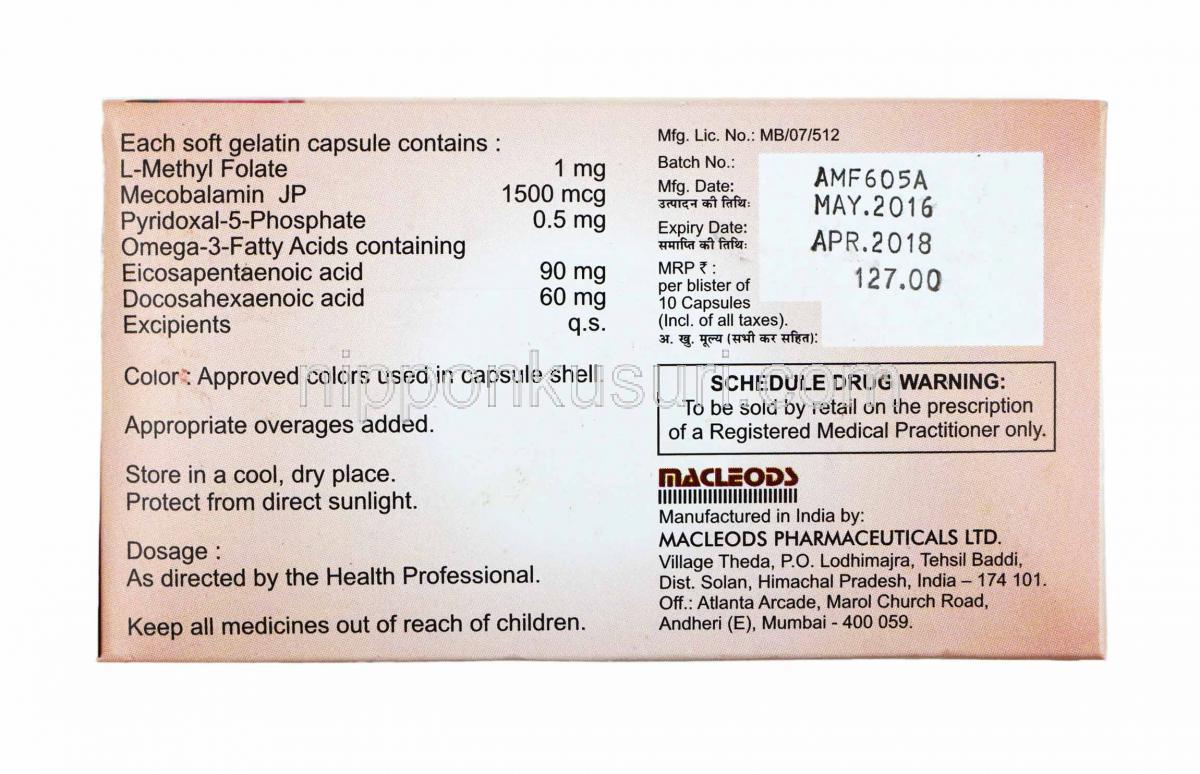 Each soft gelatin capsule contains :
L-Methyl Folate 1 mg
Mecobalamin JP 1500 mcg
Pyridoxal-5-Phosphate 0.5 mg
Omega-3-Fatty Acids containing
Eicosapentaenoic acid 90 mg
Docosahexaenoic acid 60 mg
Excipients q.s.
Color : Approved colors used in capsule shell.
Appropriate overages added.
Store in a cool, dry place.
Protect from direct sunlight.
Dosage :
As directed by the Health Professional.
Keep all medicines out of reach of children.
Mfg. Lic. No.: MB/07/512
Batch No.: AMF605A
Mfg. Date: MAY.2016
उत्पादन की तिथि:
Expiry Date: APR.2018
समाप्ति की तिथि:
MRP ₹ : 127.00
per blister of
10 Capsules
(Incl. of all taxes).
अ. खु. मूल्य (सभी कर सहित):
SCHEDULE DRUG WARNING:
To be sold by retail on the prescription
of a Registered Medical Practitioner only.
MACLEODS
Manufactured in India by:
MACLEODS PHARMACEUTICALS LTD.
Village Theda, P.O. Lodhimajra, Tehsil Baddi,
Dist. Solan, Himachal Pradesh, India – 174 101.
Off.: Atlanta Arcade, Marol Church Road,
Andheri (E), Mumbai - 400 059.
nipponkusuri.com